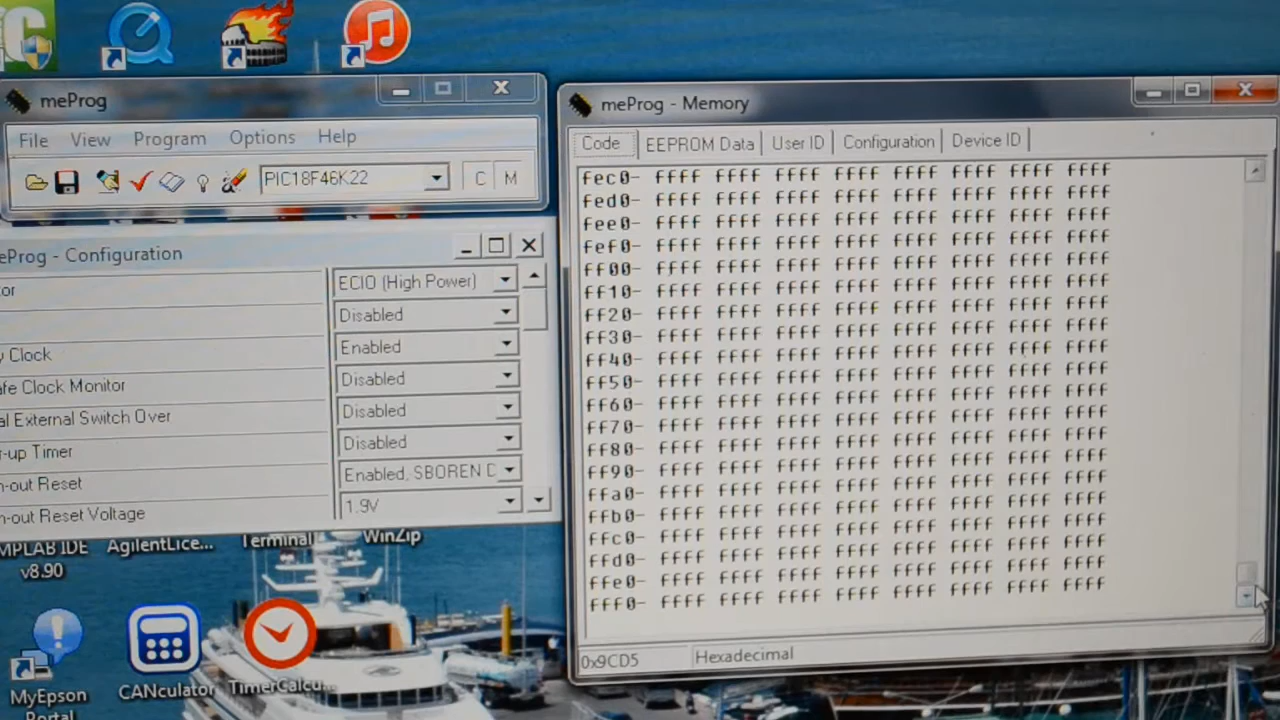 meProg
File View Program Options Help
PIC18F46K22 C M
eProg - Configuration
or ECIO (High Power)
Disabled
y Clock Enabled
afe Clock Monitor Disabled
al External Switch Over Disabled
r-up Timer Disabled
n-out Reset Enabled, SBOREN D
n-out Reset Voltage 1.9V
meProg - Memory
Code EEPROM Data User ID Configuration Device ID
fec0- ffff ffff ffff ffff ffff ffff ffff ffff
fed0- ffff ffff ffff ffff ffff ffff ffff ffff
fee0- ffff ffff ffff ffff ffff ffff ffff ffff
fef0- ffff ffff ffff ffff ffff ffff ffff ffff
ff00- ffff ffff ffff ffff ffff ffff ffff ffff
ff10- ffff ffff ffff ffff ffff ffff ffff ffff
ff20- ffff ffff ffff ffff ffff ffff ffff ffff
ff30- ffff ffff ffff ffff ffff ffff ffff ffff
ff40- ffff ffff ffff ffff ffff ffff ffff ffff
ff50- ffff ffff ffff ffff ffff ffff ffff ffff
ff60- ffff ffff ffff ffff ffff ffff ffff ffff
ff70- ffff ffff ffff ffff ffff ffff ffff ffff
ff80- ffff ffff ffff ffff ffff ffff ffff ffff
ff90- ffff ffff ffff ffff ffff ffff ffff ffff
ffa0- ffff ffff ffff ffff ffff ffff ffff ffff
ffb0- ffff ffff ffff ffff ffff ffff ffff ffff
ffc0- ffff ffff ffff ffff ffff ffff ffff ffff
ffd0- ffff ffff ffff ffff ffff ffff ffff ffff
ffe0- ffff ffff ffff ffff ffff ffff ffff ffff
fff0- ffff ffff ffff ffff ffff ffff ffff ffff
0x9CD5 Hexadecimal
MPLAB IDE
v8.90
AgilentLice...
Terminal
WinZip
MyEpson
Portal
CANculator
TimerCalcu...